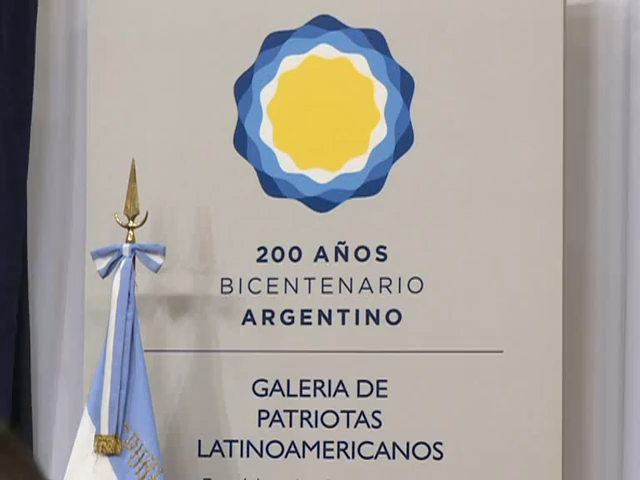 200 AÑOS
BICENTENARIO
ARGENTINO
GALERIA DE
PATRIOTAS
LATINOAMERICANOS